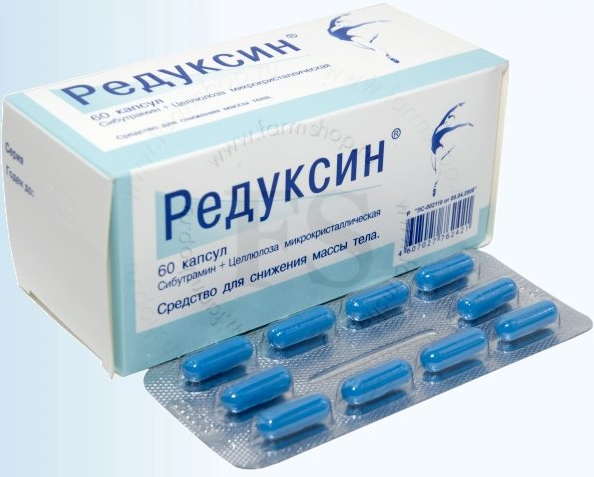 Редуксин®
60 капсул
Сибутрамин + Целлюлоза микрокристаллическая
Средство для снижения массы тела.
Серия
Годен до:
Редуксин®
60 капсул
Сибутрамин + Целлюлоза микрокристаллическая
Средство для снижения массы тела.
4607027762421